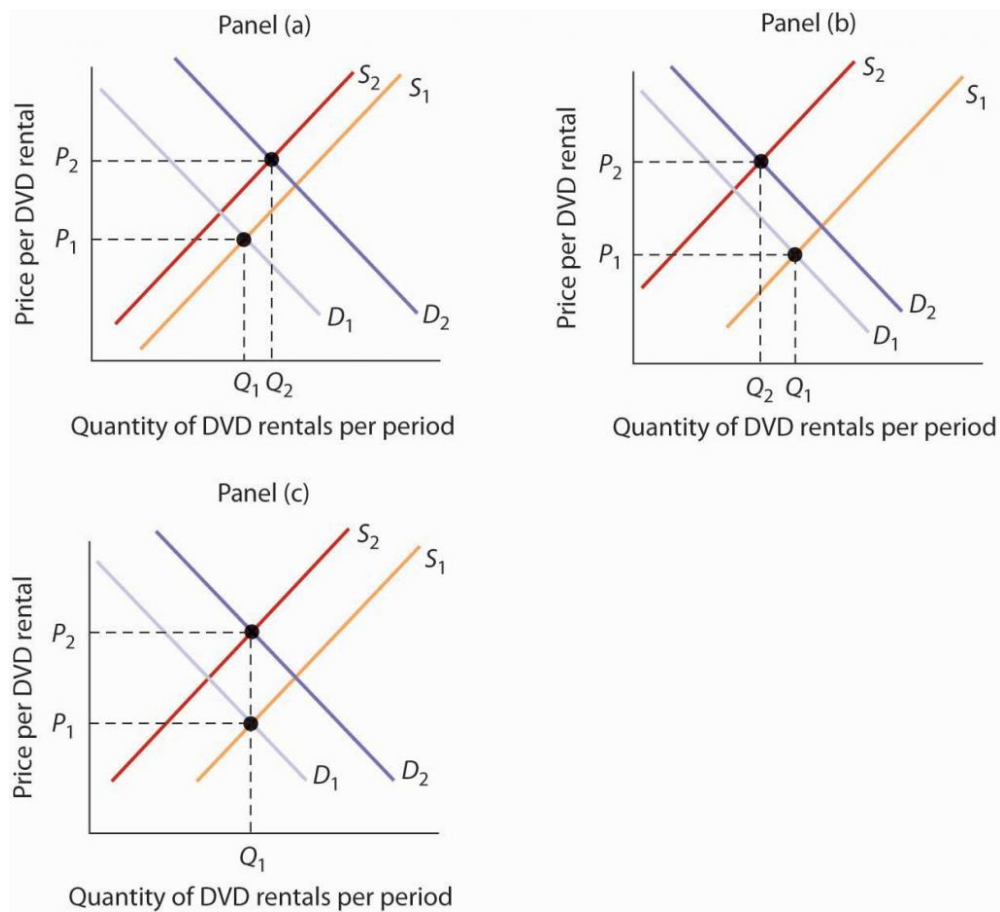 Panel (a)
Price per DVD rental
P₂
P₁
S₂
S₁
D₁
D₂
Q₁ Q₂
Quantity of DVD rentals per period
Panel (b)
Price per DVD rental
P₂
P₁
S₂
S₁
D₂
D₁
Q₂ Q₁
Quantity of DVD rentals per period
Panel (c)
Price per DVD rental
P₂
P₁
S₂
S₁
D₁
D₂
Q₁
Quantity of DVD rentals per period